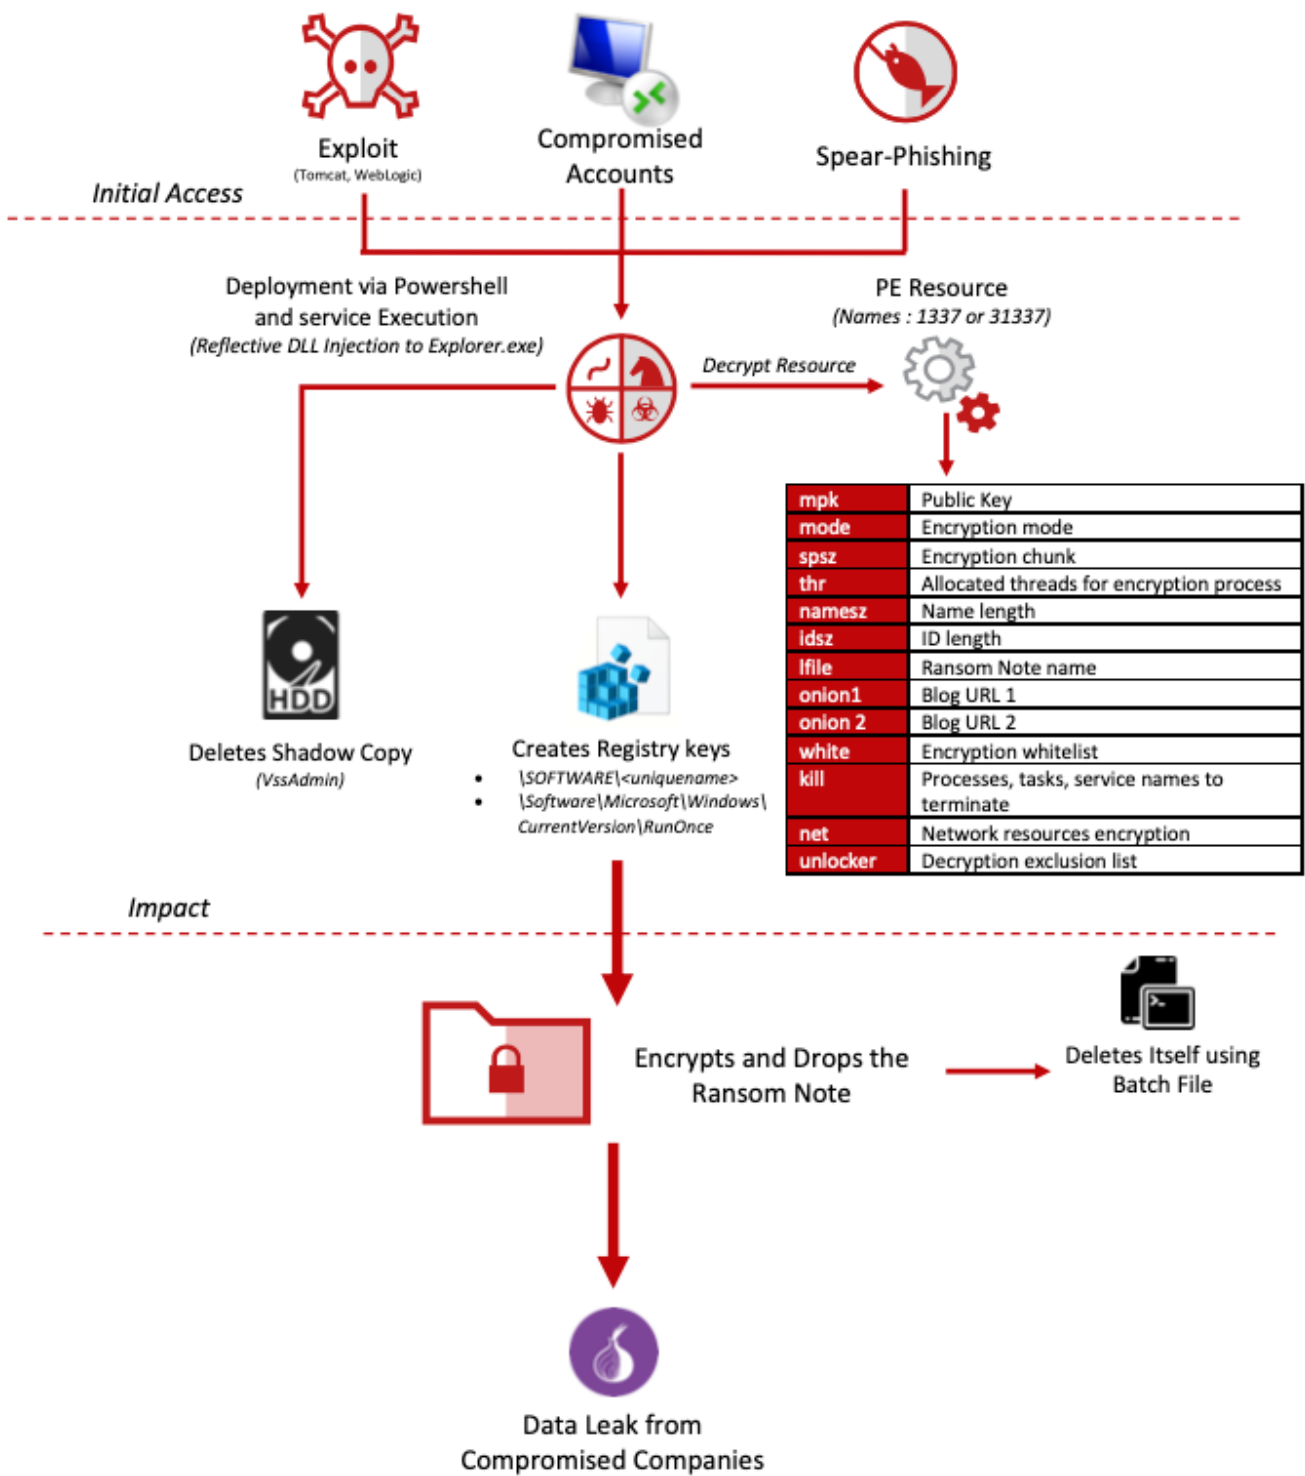 Exploit
(Tomcat, WebLogic)
Compromised
Accounts
Spear-Phishing
Initial Access
Deployment via Powershell
and service Execution
(Reflective DLL Injection to Explorer.exe)
Decrypt Resource
PE Resource
(Names : 1337 or 31337)
mpk Public Key
mode Encryption mode
spsz Encryption chunk
thr Allocated threads for encryption process
namesz Name length
idsz ID length
lfile Ransom Note name
onion1 Blog URL 1
onion 2 Blog URL 2
white Encryption whitelist
kill Processes, tasks, service names to
terminate
net Network resources encryption
unlocker Decryption exclusion list
HDD
Deletes Shadow Copy
(VssAdmin)
Creates Registry keys
• \SOFTWARE\<uniquename>
• \Software\Microsoft\Windows\
CurrentVersion\RunOnce
Impact
Encrypts and Drops the
Ransom Note
Deletes Itself using
Batch File
Data Leak from
Compromised Companies